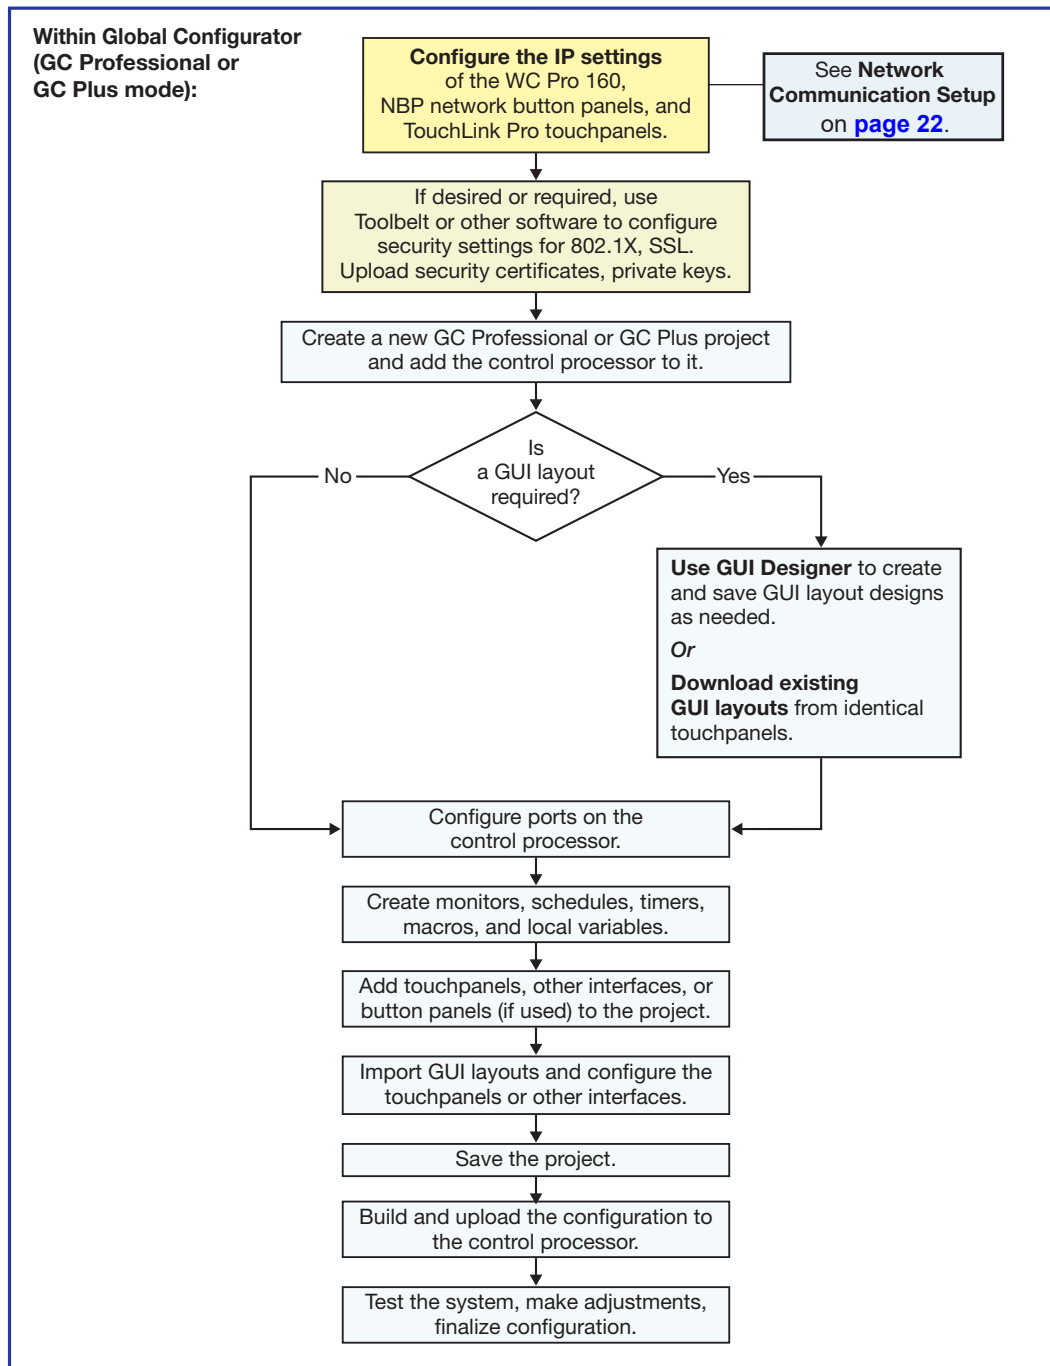 Within Global Configurator
(GC Professional or
GC Plus mode):
Configure the IP settings
of the WC Pro 160,
NBP network button panels, and
TouchLink Pro touchpanels.
See Network
Communication Setup
on page 22.
If desired or required, use
Toolbelt or other software to configure
security settings for 802.1X, SSL.
Upload security certificates, private keys.
Create a new GC Professional or GC Plus project
and add the control processor to it.
Is
a GUI layout
required?
No
Yes
Use GUI Designer to create
and save GUI layout designs
as needed.
Or
Download existing
GUI layouts from identical
touchpanels.
Configure ports on the
control processor.
Create monitors, schedules, timers,
macros, and local variables.
Add touchpanels, other interfaces, or
button panels (if used) to the project.
Import GUI layouts and configure the
touchpanels or other interfaces.
Save the project.
Build and upload the configuration to
the control processor.
Test the system, make adjustments,
finalize configuration.